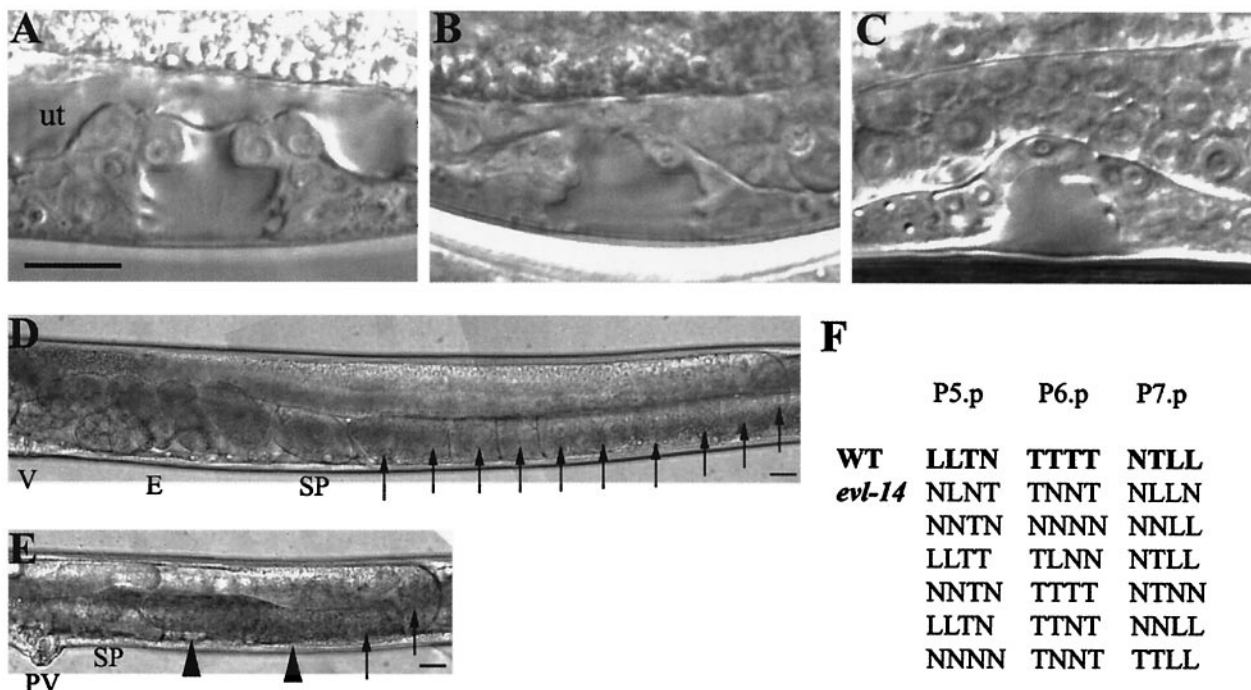 A
B
C
ut
D
V
E
SP
E
SP
PV
F
P5.p P6.p P7.p
WT LLTN TTTT NTLL
evl-14 NLNT TNNT NLLN
NNTN NNNN NNLL
LLTT TLNN NTLL
NNTN TTTT NTNN
LLTN TTNT NNLL
NNNN TNNT TTLL